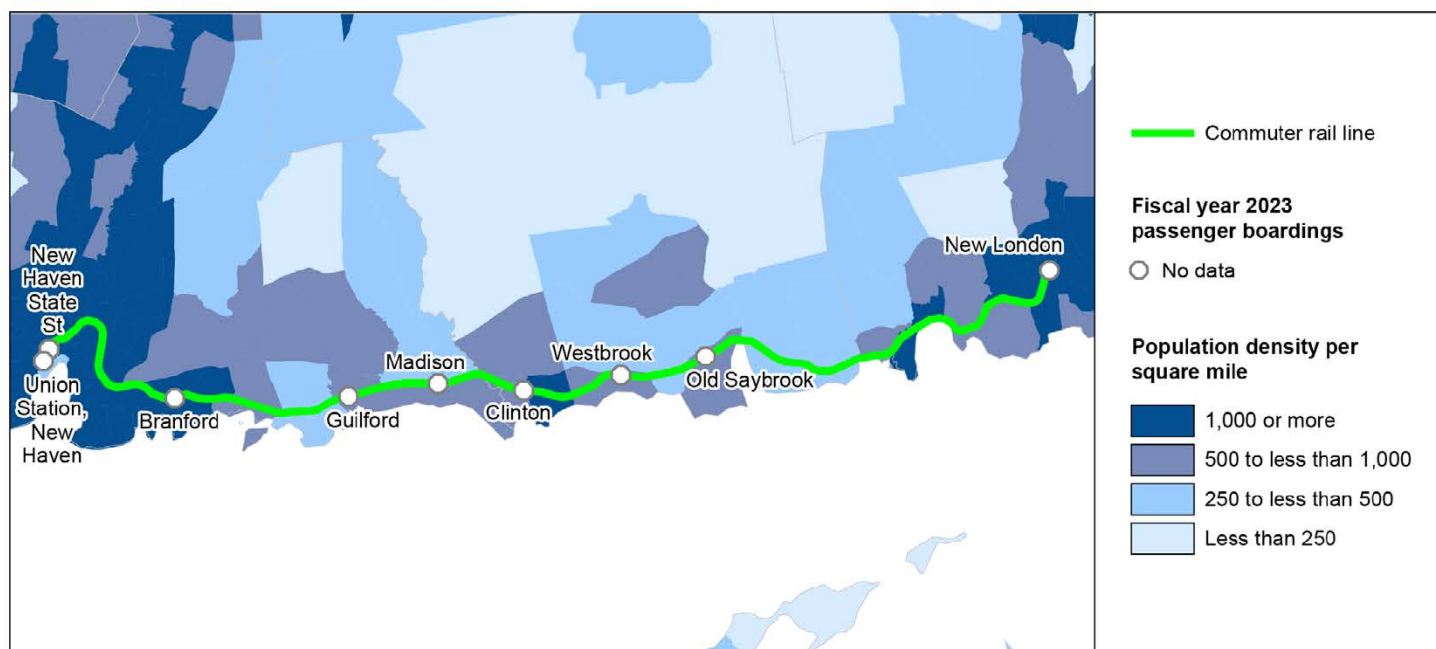 New
Haven
State
St
Union
Station,
New
Haven
Branford
Guilford
Madison
Clinton
Westbrook
Old Saybrook
New London
Commuter rail line
Fiscal year 2023
passenger boardings
No data
Population density per
square mile
1,000 or more
500 to less than 1,000
250 to less than 500
Less than 250